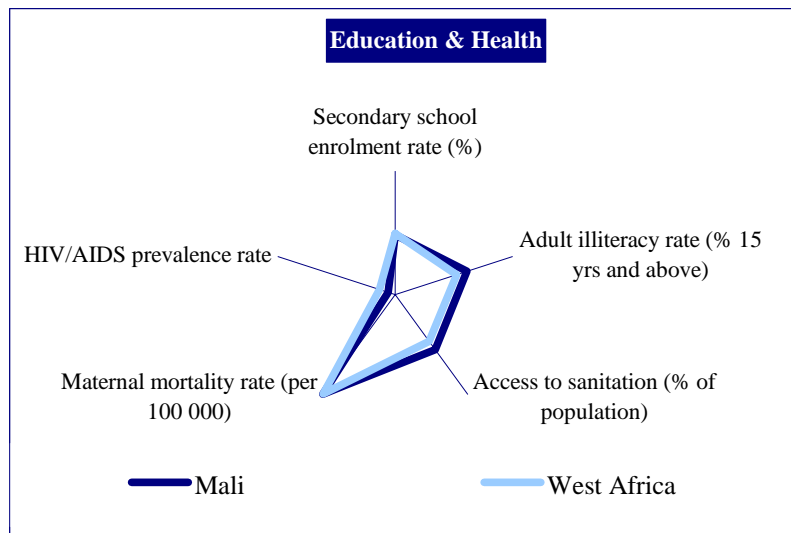 Education & Health
Secondary school
enrolment rate (%)
Adult illiteracy rate (% 15
yrs and above)
HIV/AIDS prevalence rate
Maternal mortality rate (per
100 000)
Access to sanitation (% of
population)
Mali
West Africa